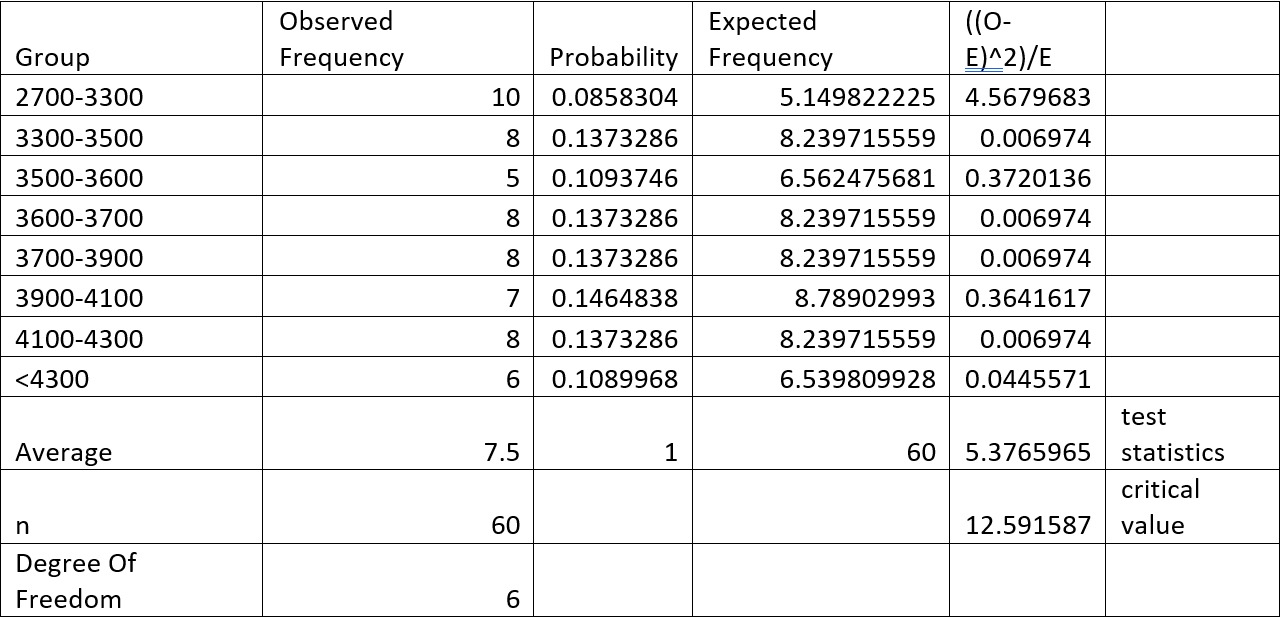 Group Observed Frequency Probability Expected Frequency ((O-E)^2)/E
2700-3300 10 0.0858304 5.149822225 4.5679683
3300-3500 8 0.1373286 8.239715559 0.006974
3500-3600 5 0.1093746 6.562475681 0.3720136
3600-3700 8 0.1373286 8.239715559 0.006974
3700-3900 8 0.1373286 8.239715559 0.006974
3900-4100 7 0.1464838 8.78902993 0.3641617
4100-4300 8 0.1373286 8.239715559 0.006974
<4300 6 0.1089968 6.539809928 0.0445571
Average 7.5 1 60 5.3765965 test statistics
n 60 12.591587 critical value
Degree Of Freedom 6